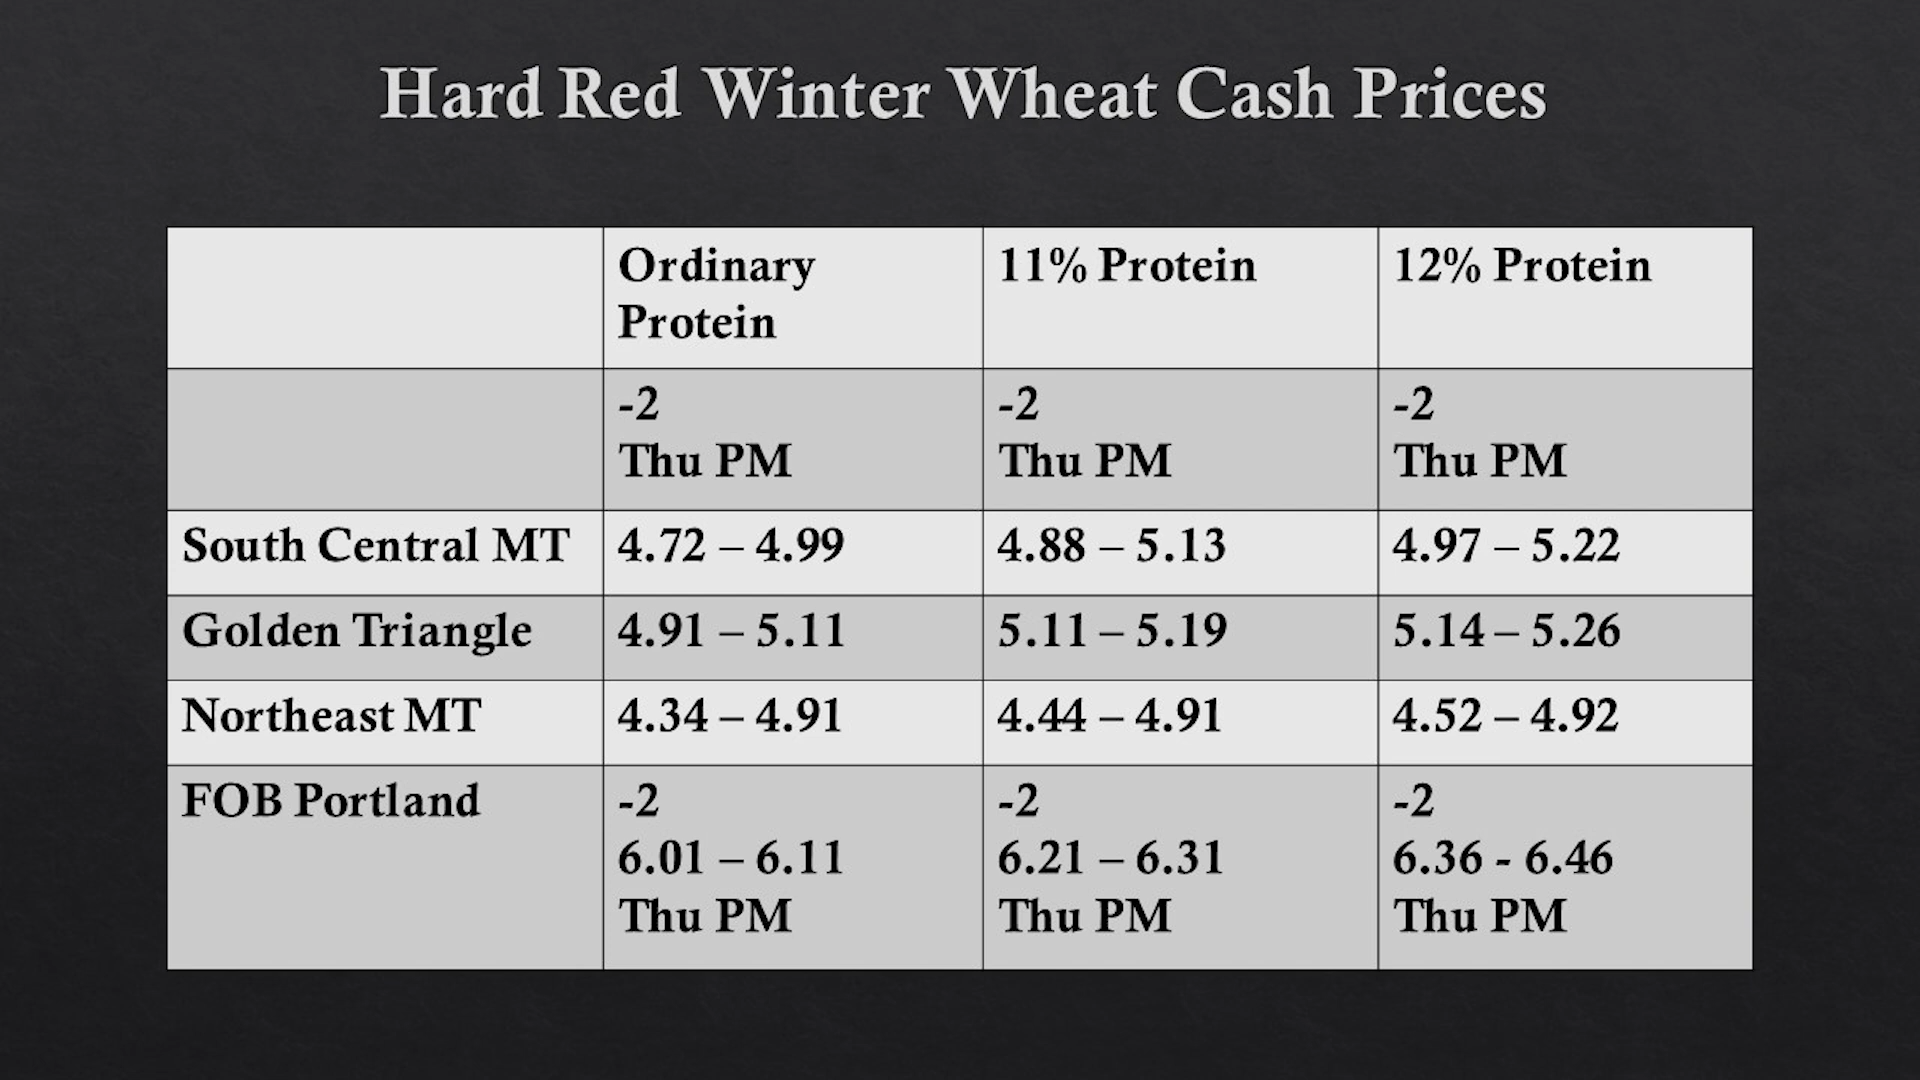 Hard Red Winter Wheat Cash Prices
Ordinary Protein 11% Protein 12% Protein
-2 Thu PM -2 Thu PM -2 Thu PM
South Central MT 4.72 – 4.99 4.88 – 5.13 4.97 – 5.22
Golden Triangle 4.91 – 5.11 5.11 – 5.19 5.14 – 5.26
Northeast MT 4.34 – 4.91 4.44 – 4.91 4.52 – 4.92
FOB Portland -2 6.01 – 6.11 Thu PM -2 6.21 – 6.31 Thu PM -2 6.36 - 6.46 Thu PM